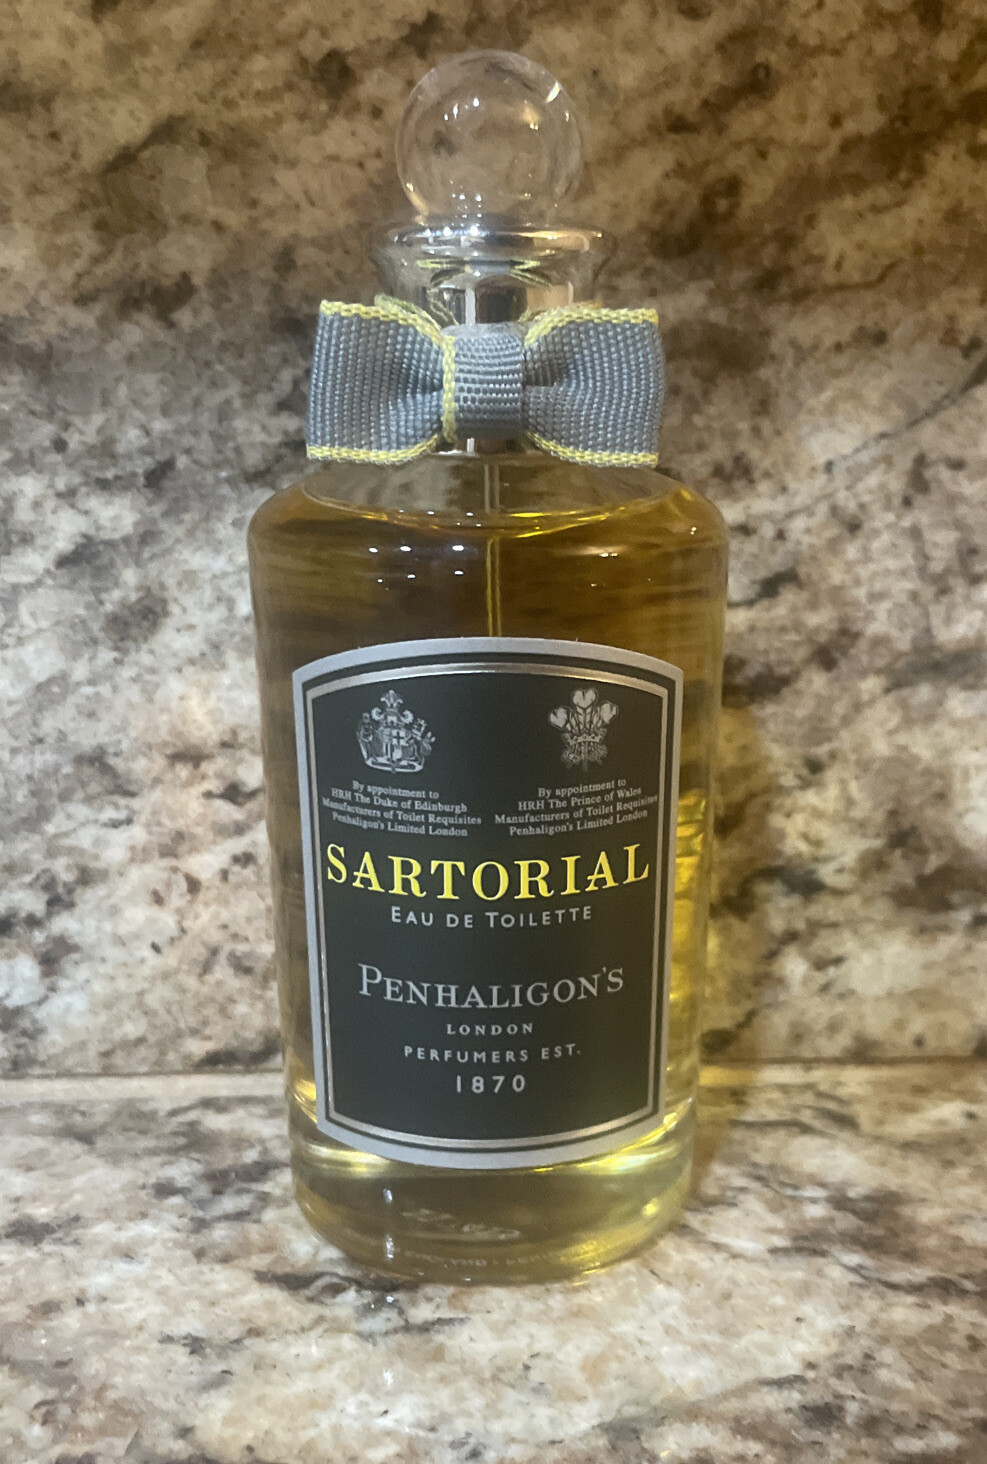 By appointment to
HRH The Duke of Edinburgh
Manufacturers of Toilet Requisites
Penhaligon's Limited London
By appointment to
HRH The Prince of Wales
Manufacturers of Toilet Requisites
Penhaligon's Limited London
SARTORIAL
EAU DE TOILETTE
PENHALIGON'S
LONDON
PERFUMERS EST.
1870